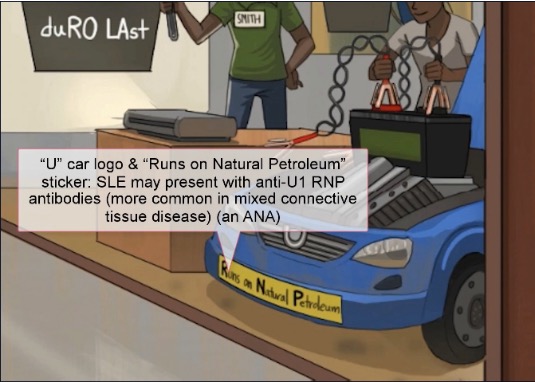 duRO LAst
SMITH
"U" car logo & "Runs on Natural Petroleum"
sticker: SLE may present with anti-U1 RNP
antibodies (more common in mixed connective
tissue disease) (an ANA)
U
Runs on Natural Petroleum